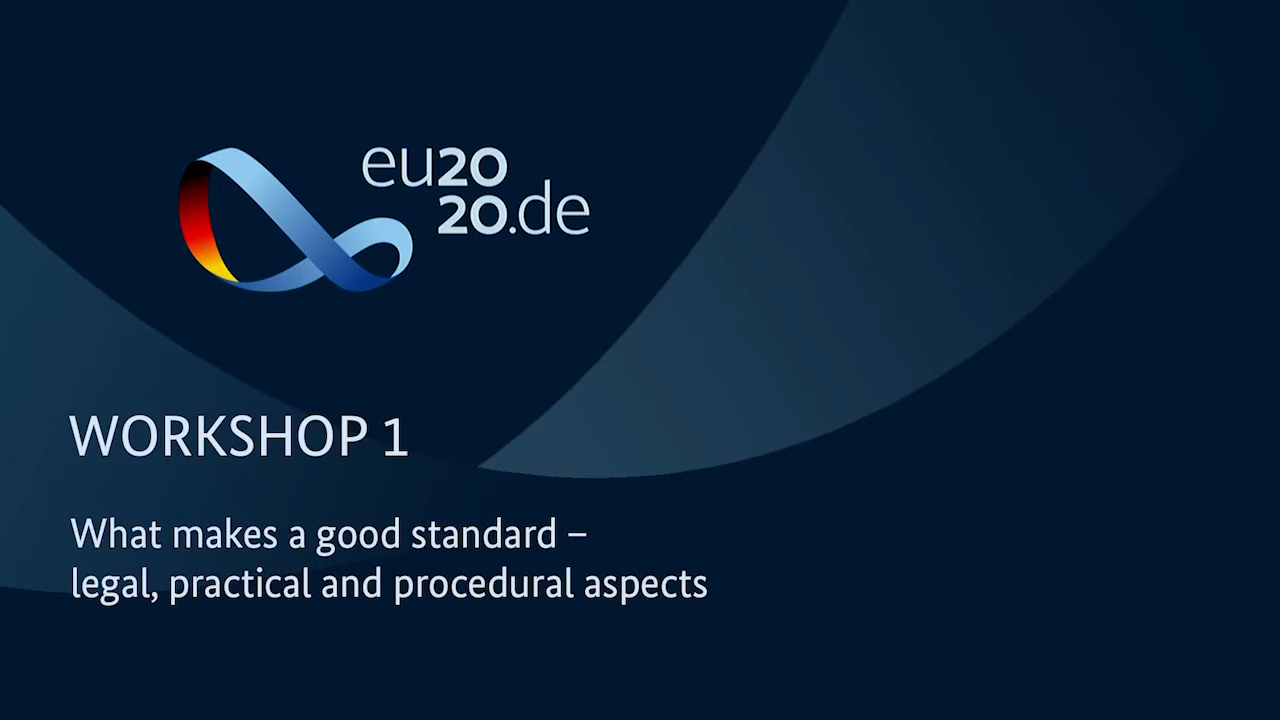 eu20
20.de
WORKSHOP 1
What makes a good standard –
legal, practical and procedural aspects